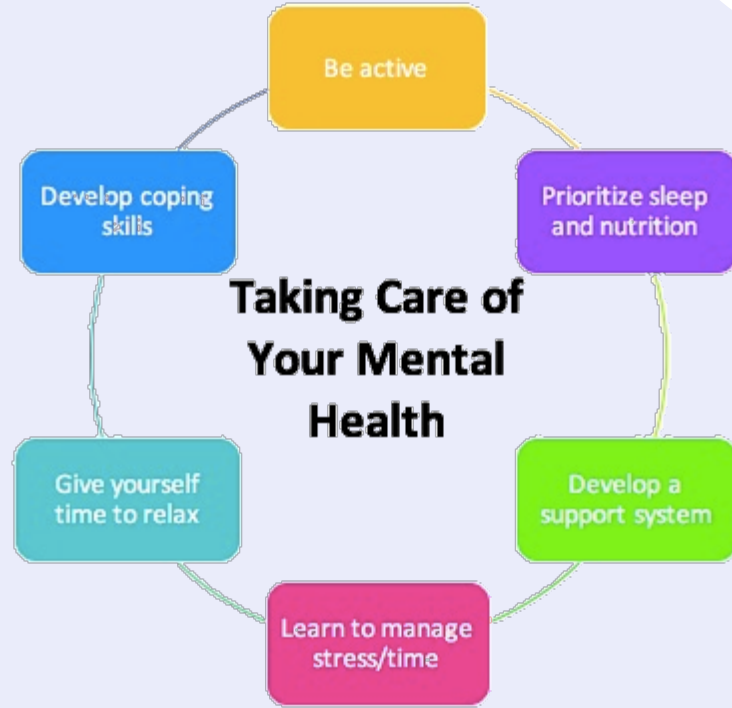 Be active
Prioritize sleep
and nutrition
Develop a
support system
Learn to manage
stress/time
Give yourself
time to relax
Develop coping
skills
Taking Care of
Your Mental
Health